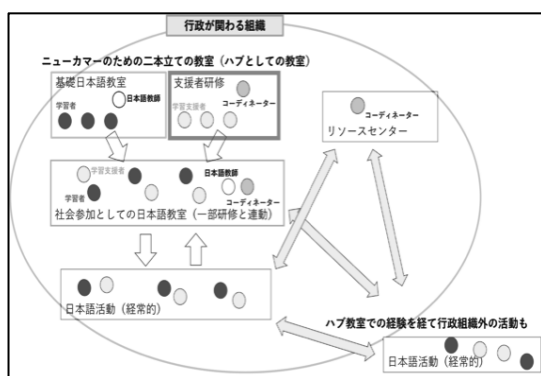 行政が関わる組織
ニューカマーのための二本立ての教室（ハブとしての教室）
基礎日本語教室
日本語教師
学習者
支援者研修
コーディネーター
学習支援者
コーディネーター
リソースセンター
学習支援者
日本語教師
学習者
コーディネーター
社会参加としての日本語教室（一部研修と連動）
日本語活動（経常的）
ハブ教室での経験を経て行政組織外の活動も
日本語活動（経常的）